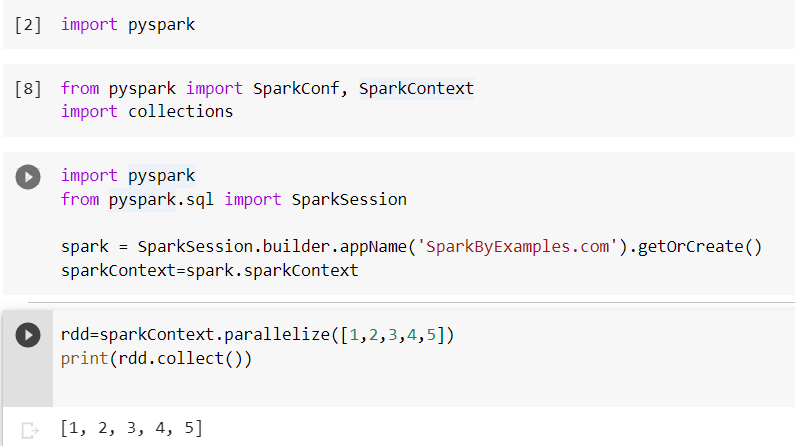 [2] import pyspark
[8] from pyspark import SparkConf, SparkContext
import collections
import pyspark
from pyspark.sql import SparkSession
spark = SparkSession.builder.appName('SparkByExamples.com').getOrCreate()
sparkContext=spark.sparkContext
rdd=sparkContext.parallelize([1,2,3,4,5])
print(rdd.collect())
[1, 2, 3, 4, 5]